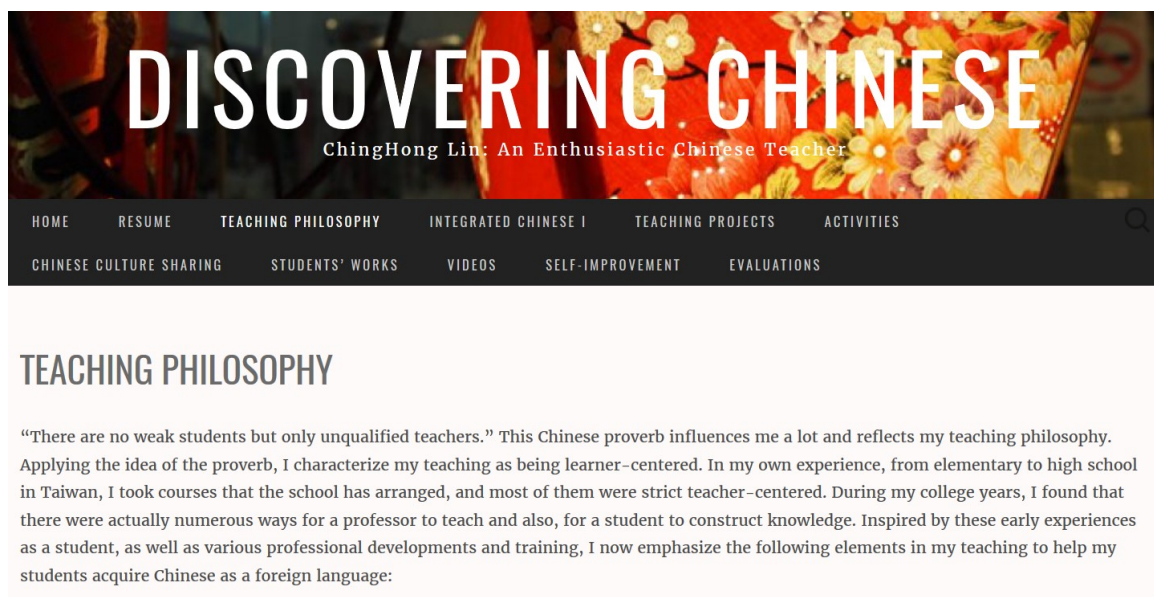 DISCOVERING CHINESE
ChingHong Lin: An Enthusiastic Chinese Teacher
HOME RESUME TEACHING PHILOSOPHY INTEGRATED CHINESE I TEACHING PROJECTS ACTIVITIES
CHINESE CULTURE SHARING STUDENTS’ WORKS VIDEOS SELF-IMPROVEMENT EVALUATIONS
TEACHING PHILOSOPHY
“There are no weak students but only unqualified teachers.” This Chinese proverb influences me a lot and reflects my teaching philosophy.
Applying the idea of the proverb, I characterize my teaching as being learner-centered. In my own experience, from elementary to high school
in Taiwan, I took courses that the school has arranged, and most of them were strict teacher-centered. During my college years, I found that
there were actually numerous ways for a professor to teach and also, for a student to construct knowledge. Inspired by these early experiences
as a student, as well as various professional developments and training, I now emphasize the following elements in my teaching to help my
students acquire Chinese as a foreign language: